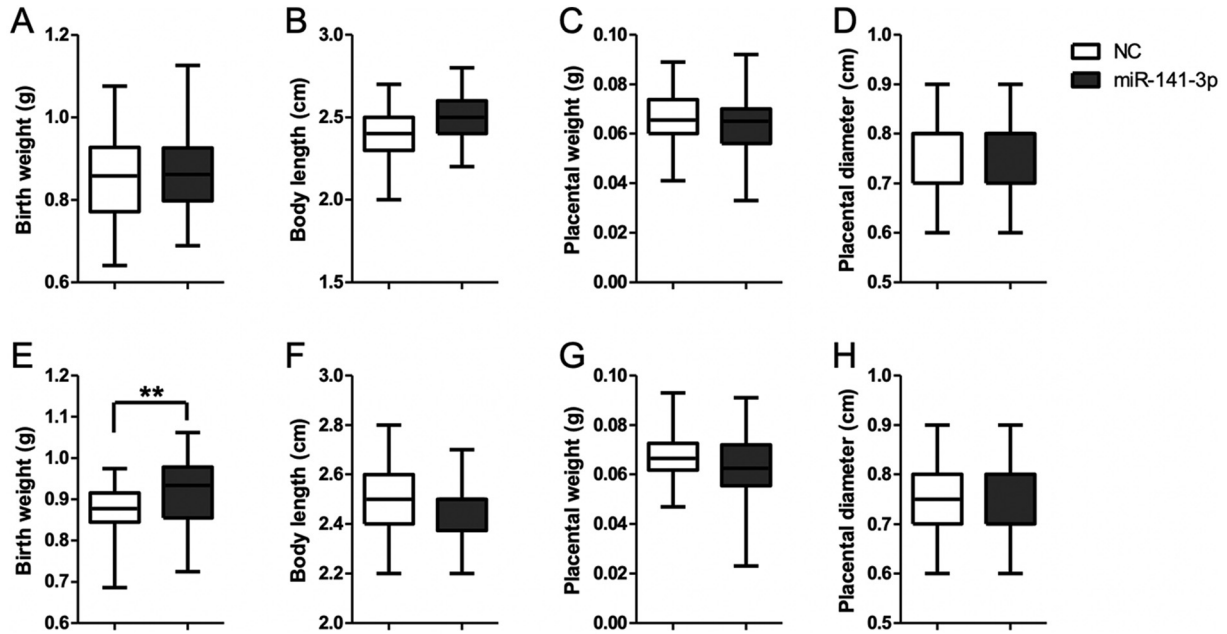 A
Birth weight (g)
1.2
1.0
0.8
0.6
B
Body length (cm)
3.0
2.5
2.0
1.5
C
Placental weight (g)
0.10
0.08
0.06
0.04
0.02
0.00
D
Placental diameter (cm)
1.0
0.9
0.8
0.7
0.6
0.5
NC
miR-141-3p
E
Birth weight (g)
1.2
1.1
1.0
0.9
0.8
0.7
0.6
**
F
Body length (cm)
3.0
2.8
2.6
2.4
2.2
2.0
G
Placental weight (g)
0.10
0.08
0.06
0.04
0.02
0.00
H
Placental diameter (cm)
1.0
0.9
0.8
0.7
0.6
0.5